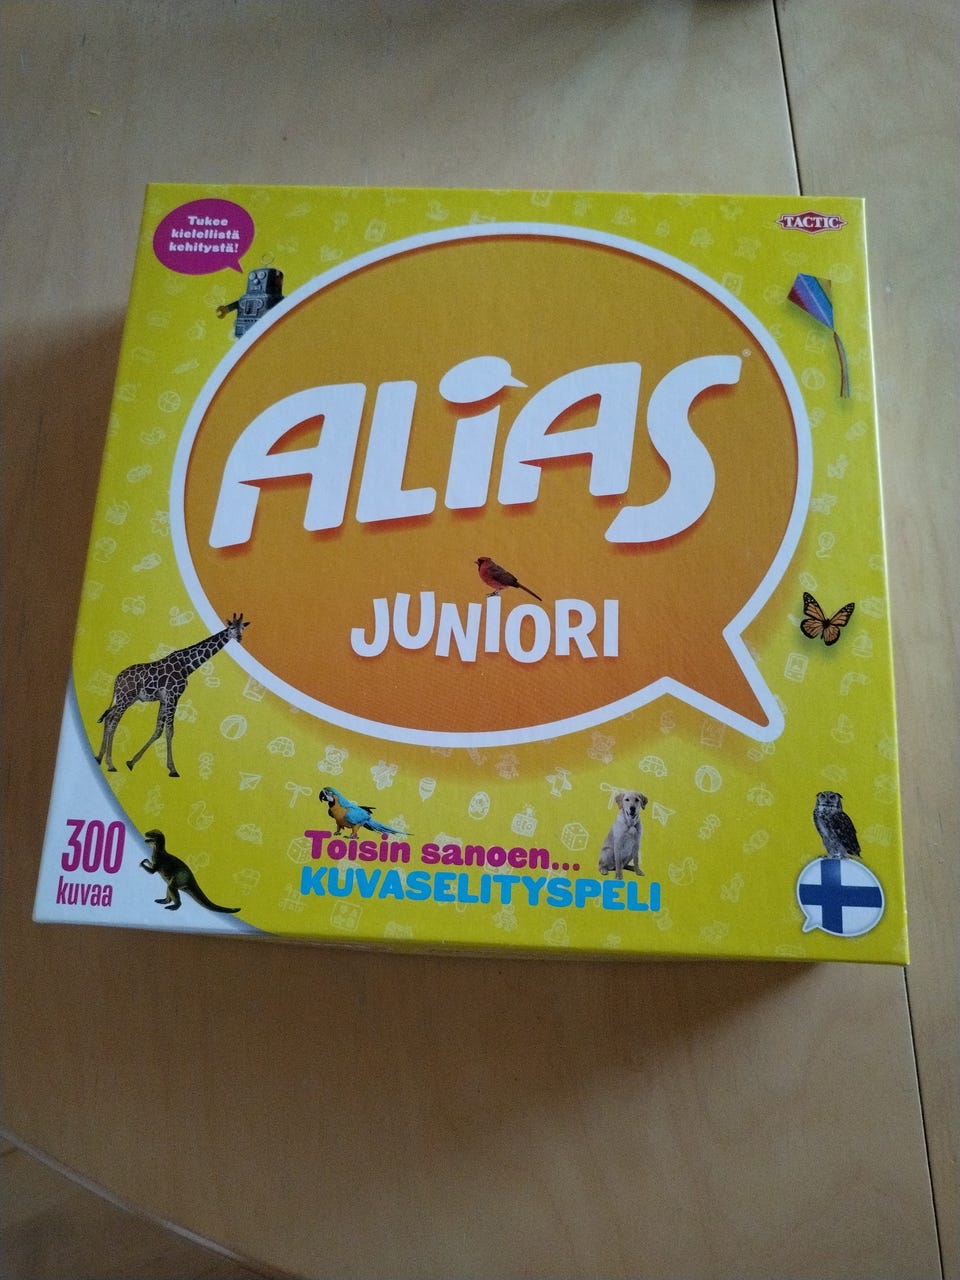 Tukee
kielellistä
kehitystä!
TACTIC
ALiAS®
JUNIORI
300
kuvaa
Toisin sanoen...
KUVASELITYSPELI